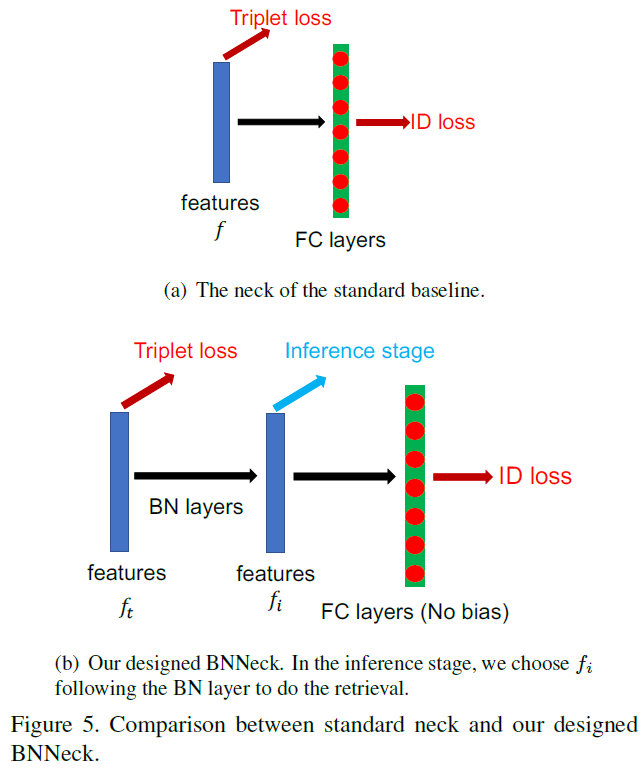 Triplet loss
ID loss
features
f
FC layers
(a) The neck of the standard baseline.
Triplet loss
Inference stage
ID loss
BN layers
features
features
f_t
f_i
FC layers (No bias)
(b) Our designed BNNeck. In the inference stage, we choose f_i
following the BN layer to do the retrieval.
Figure 5. Comparison between standard neck and our designed
BNNeck.